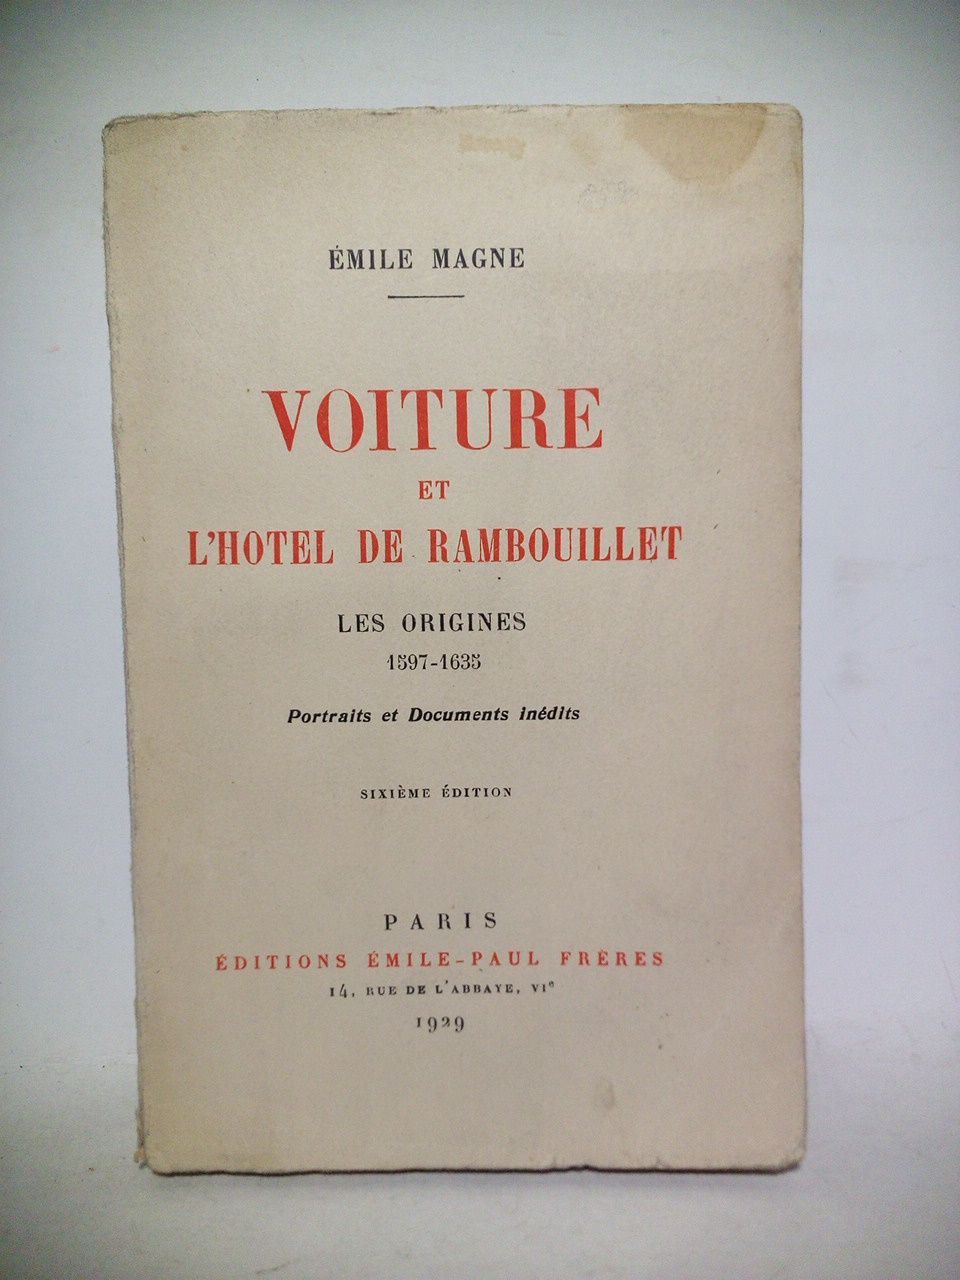 ÉMILE MAGNE
VOITURE
ET
L'HOTEL DE RAMBOUILLET
LES ORIGINES
1597-1635
Portraits et Documents inédits
SIXIÈME ÉDITION
PARIS
ÉDITIONS ÉMILE-PAUL FRÈRES
14, RUE DE L'ABBAYE, VIe
1929